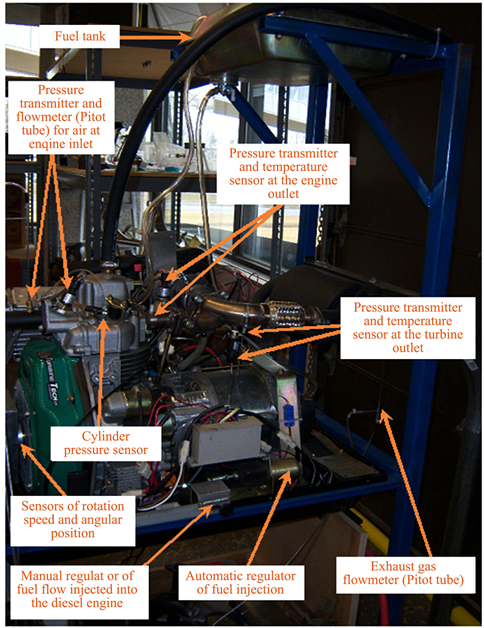 Fuel tank
Pressure
transmitter and
flowmeter (Pitot
tube) for air at
enqine inlet
Pressure transmitter
and temperature
sensor at the engine
outlet
Pressure transmitter
and temperature
sensor at the turbine
outlet
Cylinder
pressure sensor
Sensors of rotation
speed and angular
position
Manual regulat or of
fuel flow injected into
the diesel engine
Automatic regulator
of fuel injection
Exhaust gas
flowmeter (Pitot tube)